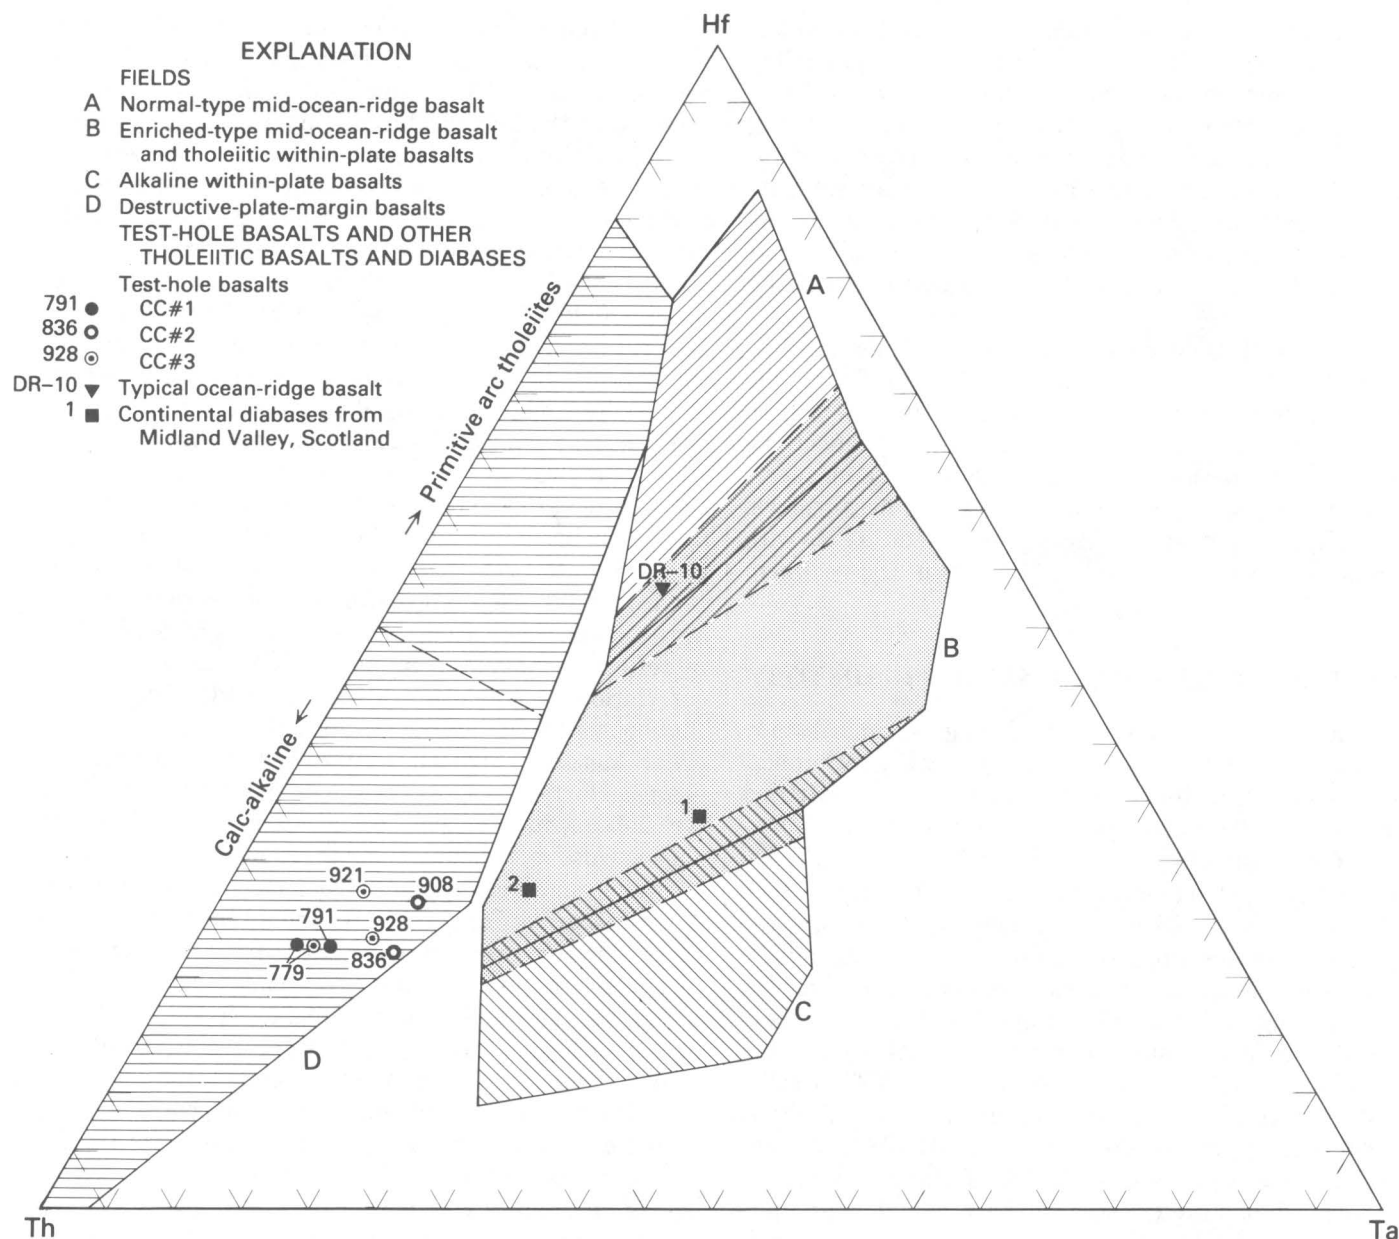 Hf
EXPLANATION
FIELDS
A Normal-type mid-ocean-ridge basalt
B Enriched-type mid-ocean-ridge basalt
and tholeiitic within-plate basalts
C Alkaline within-plate basalts
D Destructive-plate-margin basalts
TEST-HOLE BASALTS AND OTHER
THOLEIITIC BASALTS AND DIABASES
Test-hole basalts
791 CC#1
836 CC#2
928 CC#3
DR–10 Typical ocean-ridge basalt
1 Continental diabases from
Midland Valley, Scotland
Primitive arc tholeiites
Calc-alkaline
A
DR–10
B
1
2
921
908
791
928
779
836
C
D
Th
Ta